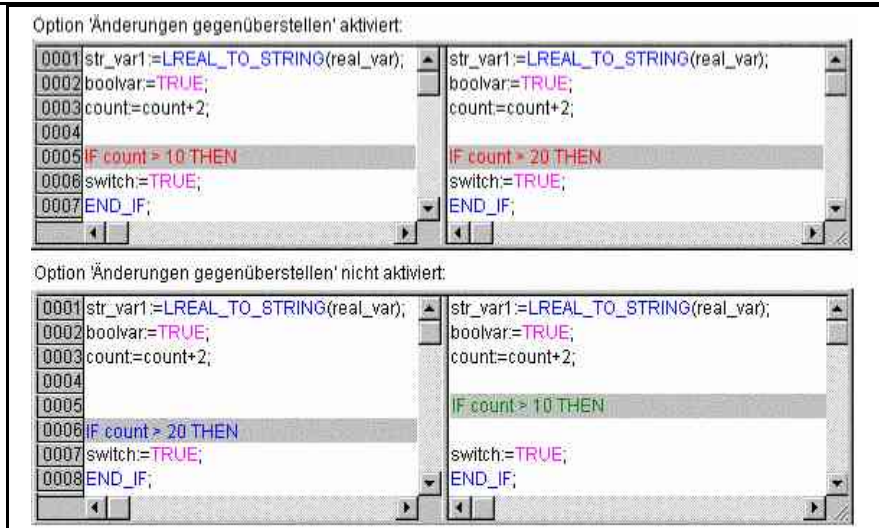 Option 'Änderungen gegenüberstellen' aktiviert:
0001 str_var1:=LREAL_TO_STRING(real_var);
0002 boolvar:=TRUE;
0003 count:=count+2;
0004
0005 IF count > 10 THEN
0006 switch:=TRUE;
0007 END_IF;
str_var1:=LREAL_TO_STRING(real_var);
boolvar:=TRUE;
count:=count+2;
IF count > 20 THEN
switch:=TRUE;
END_IF;
Option 'Änderungen gegenüberstellen' nicht aktiviert:
0001 str_var1:=LREAL_TO_STRING(real_var);
0002 boolvar:=TRUE;
0003 count:=count+2;
0004
0005
0006 IF count > 20 THEN
0007 switch:=TRUE;
0008 END_IF;
str_var1:=LREAL_TO_STRING(real_var);
boolvar:=TRUE;
count:=count+2;
IF count > 10 THEN
switch:=TRUE;
END_IF;